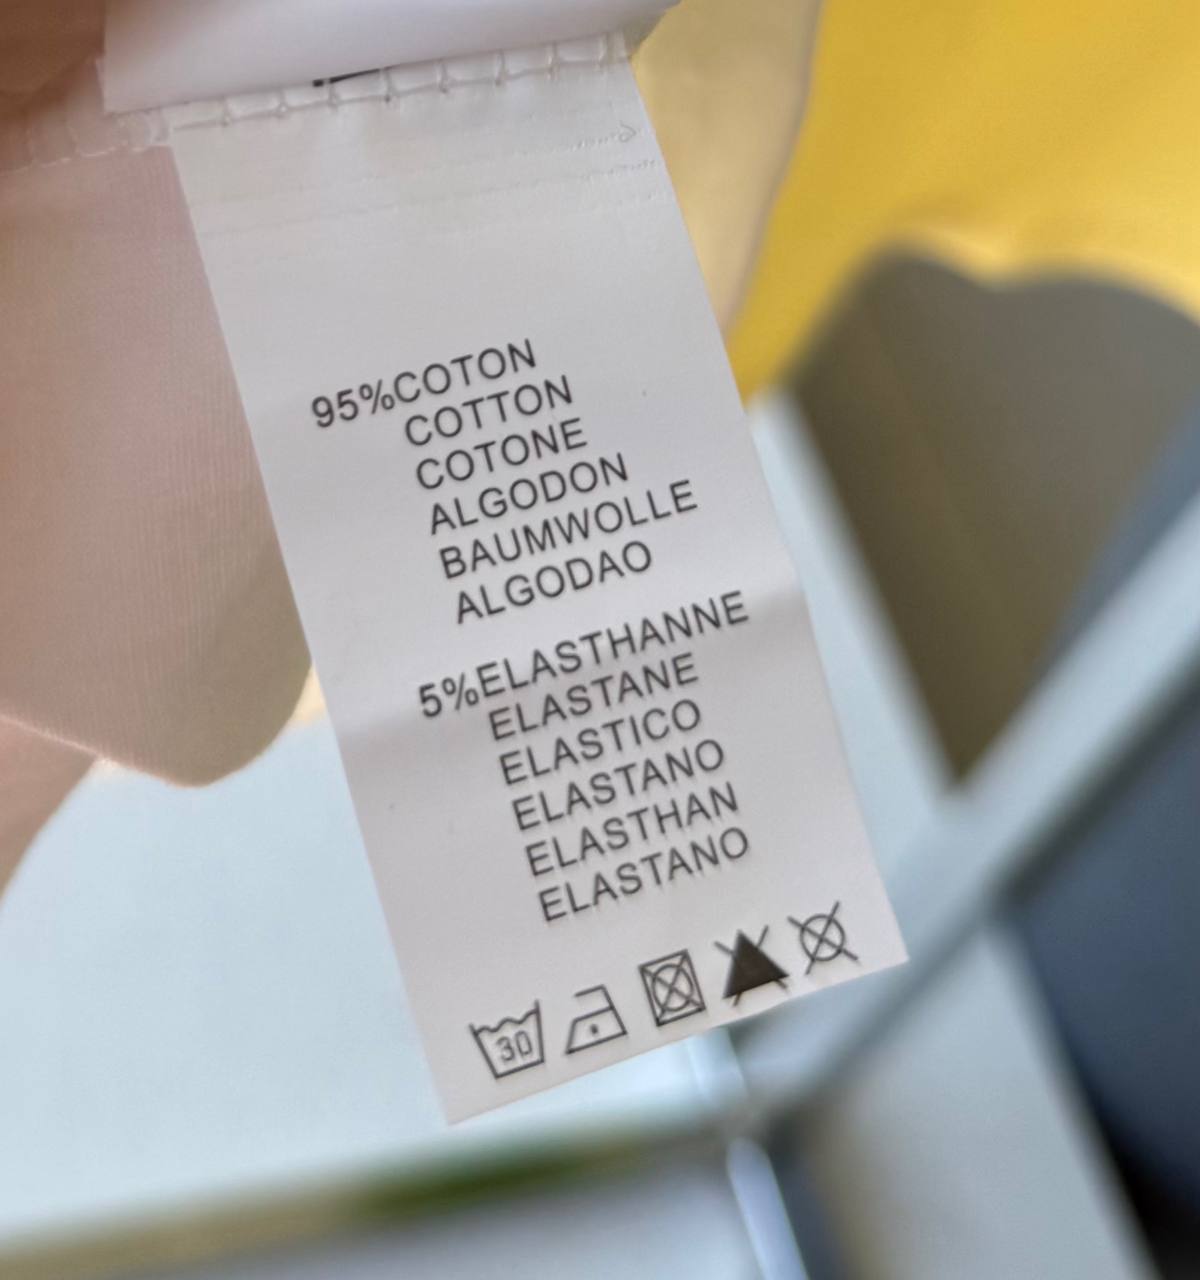 95%COTON
COTTON
COTONE
ALGODON
BAUMWOLLE
ALGODAO
5%ELASTHANNE
ELASTANE
ELASTICO
ELASTANO
ELASTHAN
ELASTANO
30